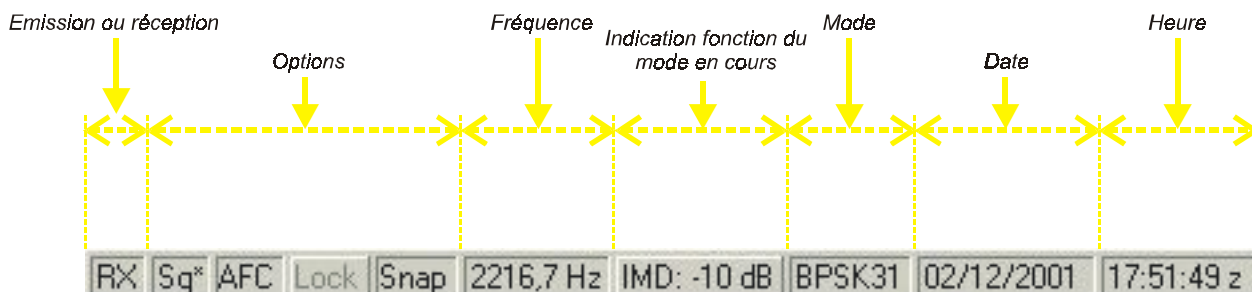 Emission ou réception
Options
Fréquence
Indication fonction du
mode en cours
Mode
Date
Heure
RX Sq* AFC Lock Snap 2216,7 Hz IMD: -10 dB BPSK31 02/12/2001 17:51:49 z